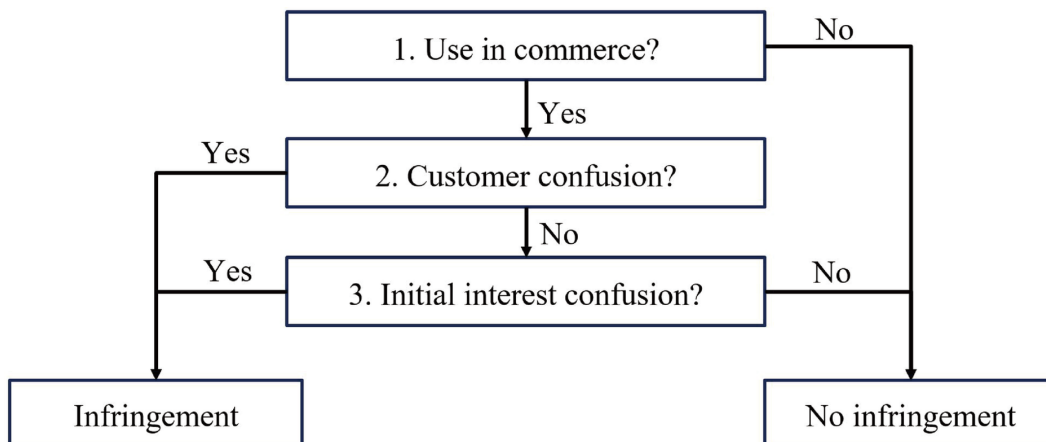 1. Use in commerce?
No
Yes
Yes
2. Customer confusion?
No
Yes
3. Initial interest confusion?
No
Infringement
No infringement